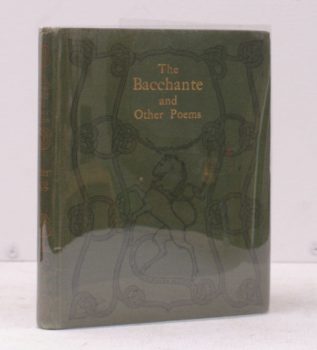 The
Bacchante
and
Other Poems